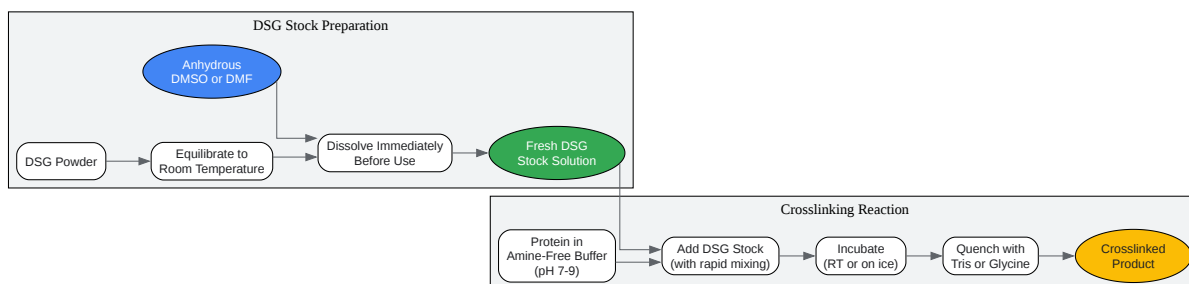 DSG Stock Preparation
Anhydrous
DMSO or DMF
DSG Powder
Equilibrate to
Room Temperature
Dissolve Immediately
Before Use
Fresh DSG
Stock Solution
Crosslinking Reaction
Protein in
Amine-Free Buffer
(pH 7-9)
Add DSG Stock
(with rapid mixing)
Incubate
(RT or on ice)
Quench with
Tris or Glycine
Crosslinked
Product